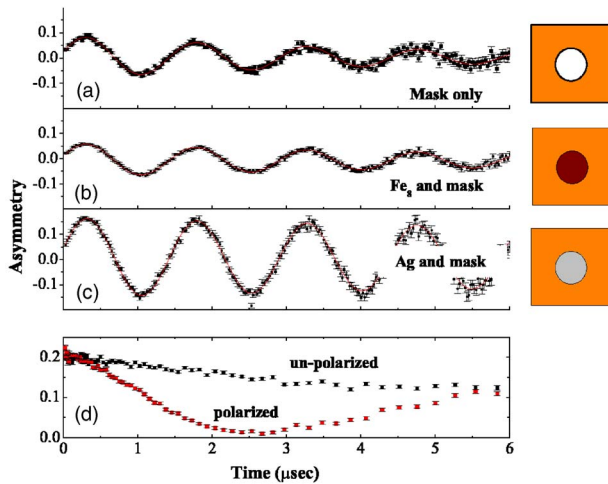 0.1
0.0
-0.1
(a)
Mask only
0.1
0.0
-0.1
(b)
Fe8 and mask
0.1
0.0
-0.1
(c)
Ag and mask
Asymmetry
0.2
0.1
0.0
un-polarized
polarized
(d)
0 1 2 3 4 5 6
Time (μsec)